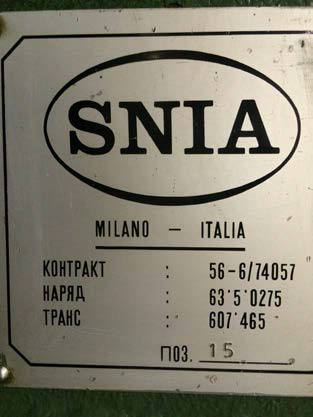 SNIA
MILANO — ITALIA
КОНТРАКТ : 56-6/74057
НАРЯД : 63'5'0275
ТРАНС : 607'465
ПОЗ. 15